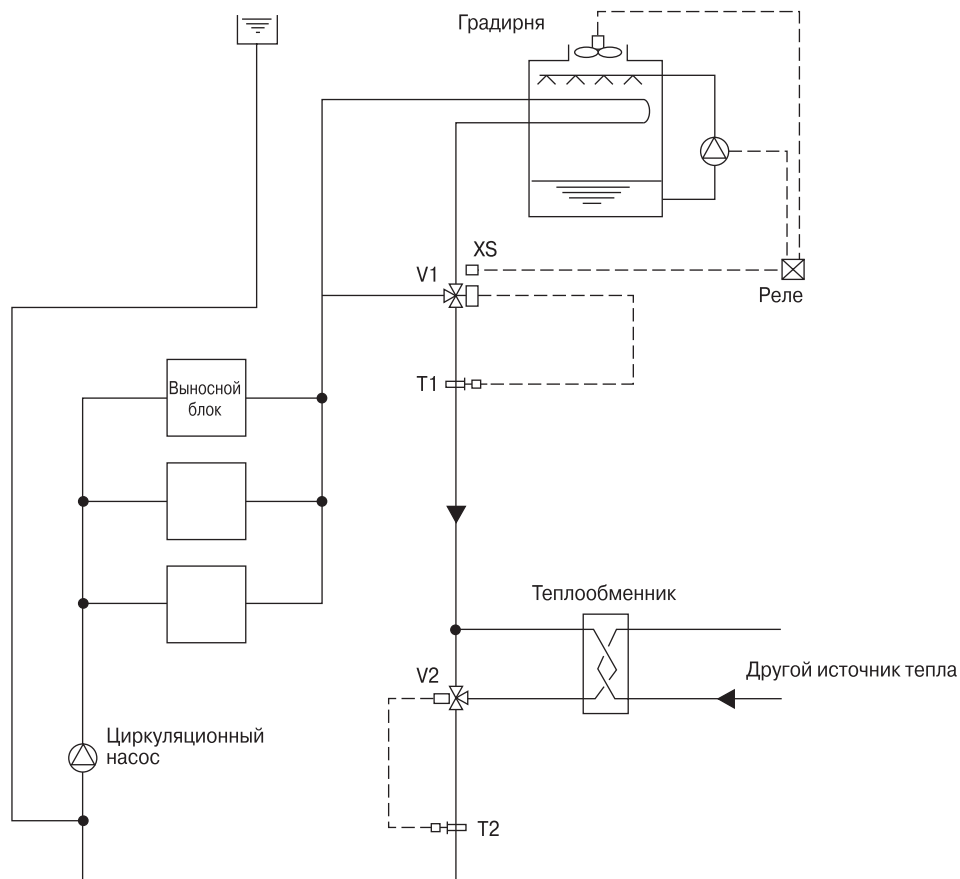 Градирня
XS
V1
Реле
T1
Выносной
блок
Теплообменник
V2
Другой источник тепла
Циркуляционный
насос
T2